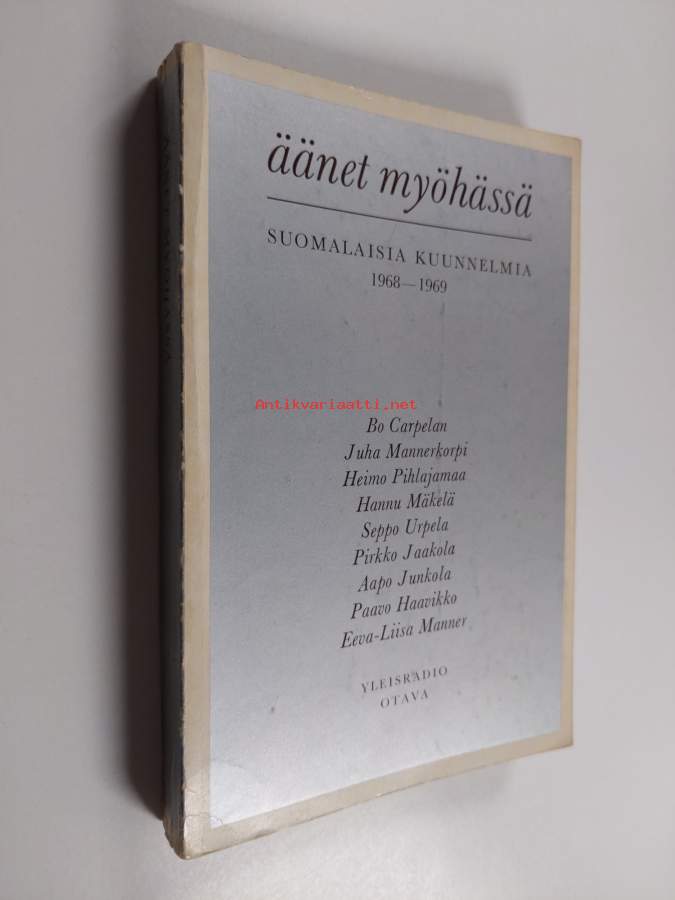 äänet myöhässä
SUOMALAISIA KUUNNELMIA
1968—1969
Antikvariaatti.net
Bo Carpelan
Juha Mannerkorpi
Heimo Pihlajamaa
Hannu Mäkelä
Seppo Urpela
Pirkko Jaakola
Aapo Junkola
Paavo Haavikko
Eeva-Liisa Manner
YLEISRADIO
OTAVA